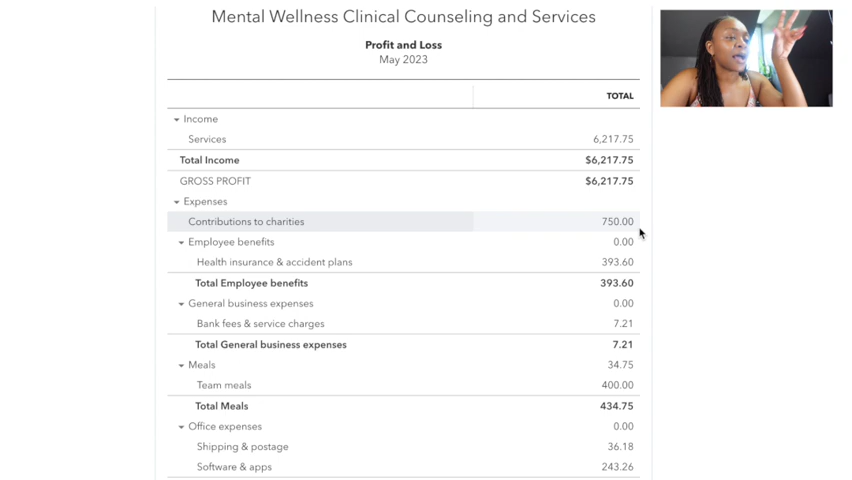 Mental Wellness Clinical Counseling and Services
Profit and Loss
May 2023
TOTAL
Income
Services 6,217.75
Total Income $6,217.75
GROSS PROFIT $6,217.75
Expenses
Contributions to charities 750.00
Employee benefits 0.00
Health insurance & accident plans 393.60
Total Employee benefits 393.60
General business expenses 0.00
Bank fees & service charges 7.21
Total General business expenses 7.21
Meals 34.75
Team meals 400.00
Total Meals 434.75
Office expenses 0.00
Shipping & postage 36.18
Software & apps 243.26